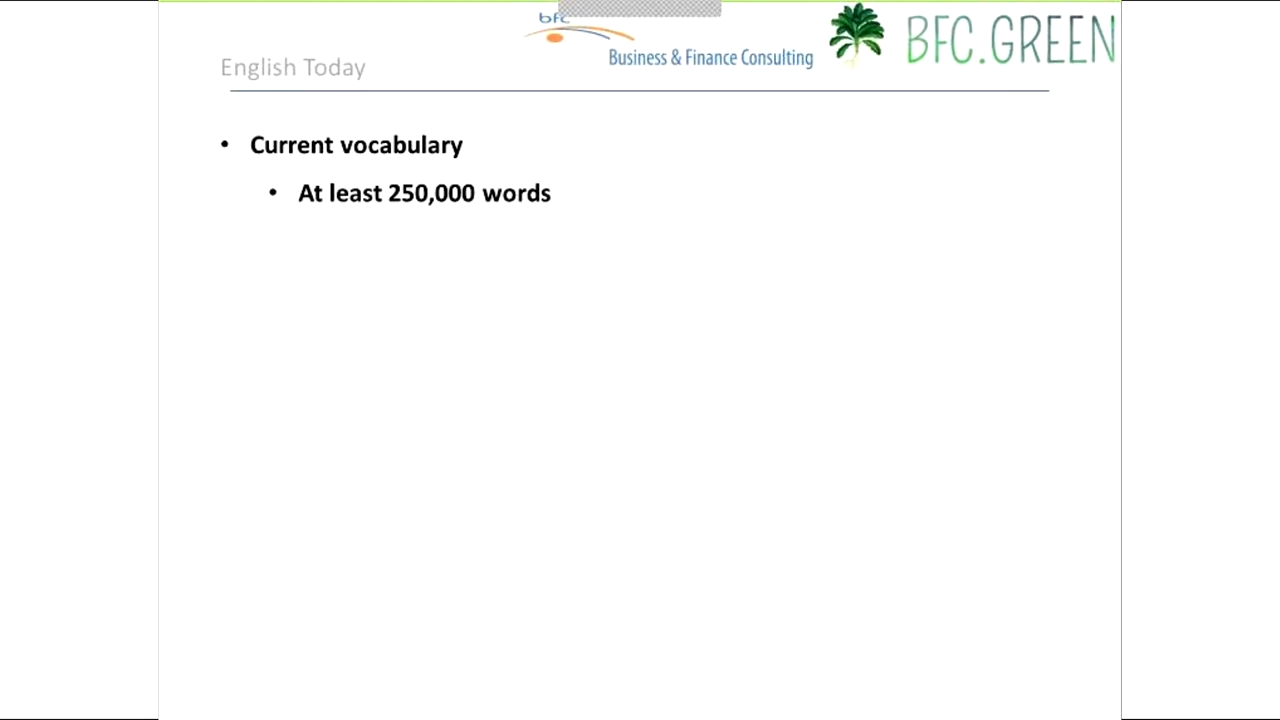 bfc
Business & Finance Consulting
BFC.GREEN
English Today
• Current vocabulary
• At least 250,000 words